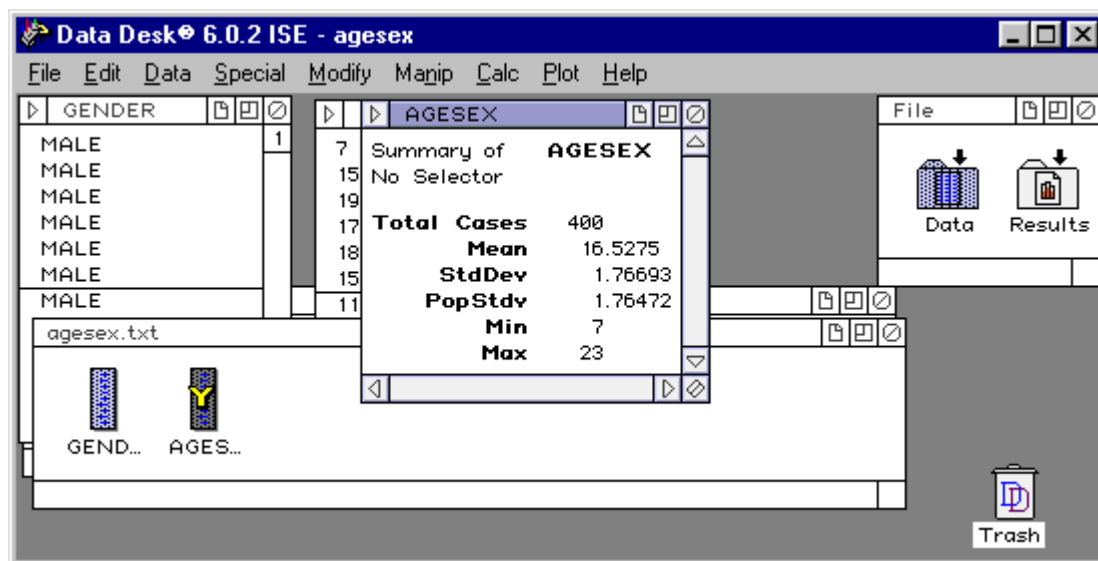 Data Desk® 6.0.2 ISE - agesex
File Edit Data Special Modify Manip Calc Plot Help
GENDER
1
MALE
MALE
MALE
MALE
MALE
MALE
MALE
7
15
19
17
18
15
11
AGESEX
Summary of AGESEX
No Selector
Total Cases 400
Mean 16.5275
StdDev 1.76693
PopStdv 1.76472
Min 7
Max 23
File
Data Results
agesex.txt
GEND… AGES…
Trash